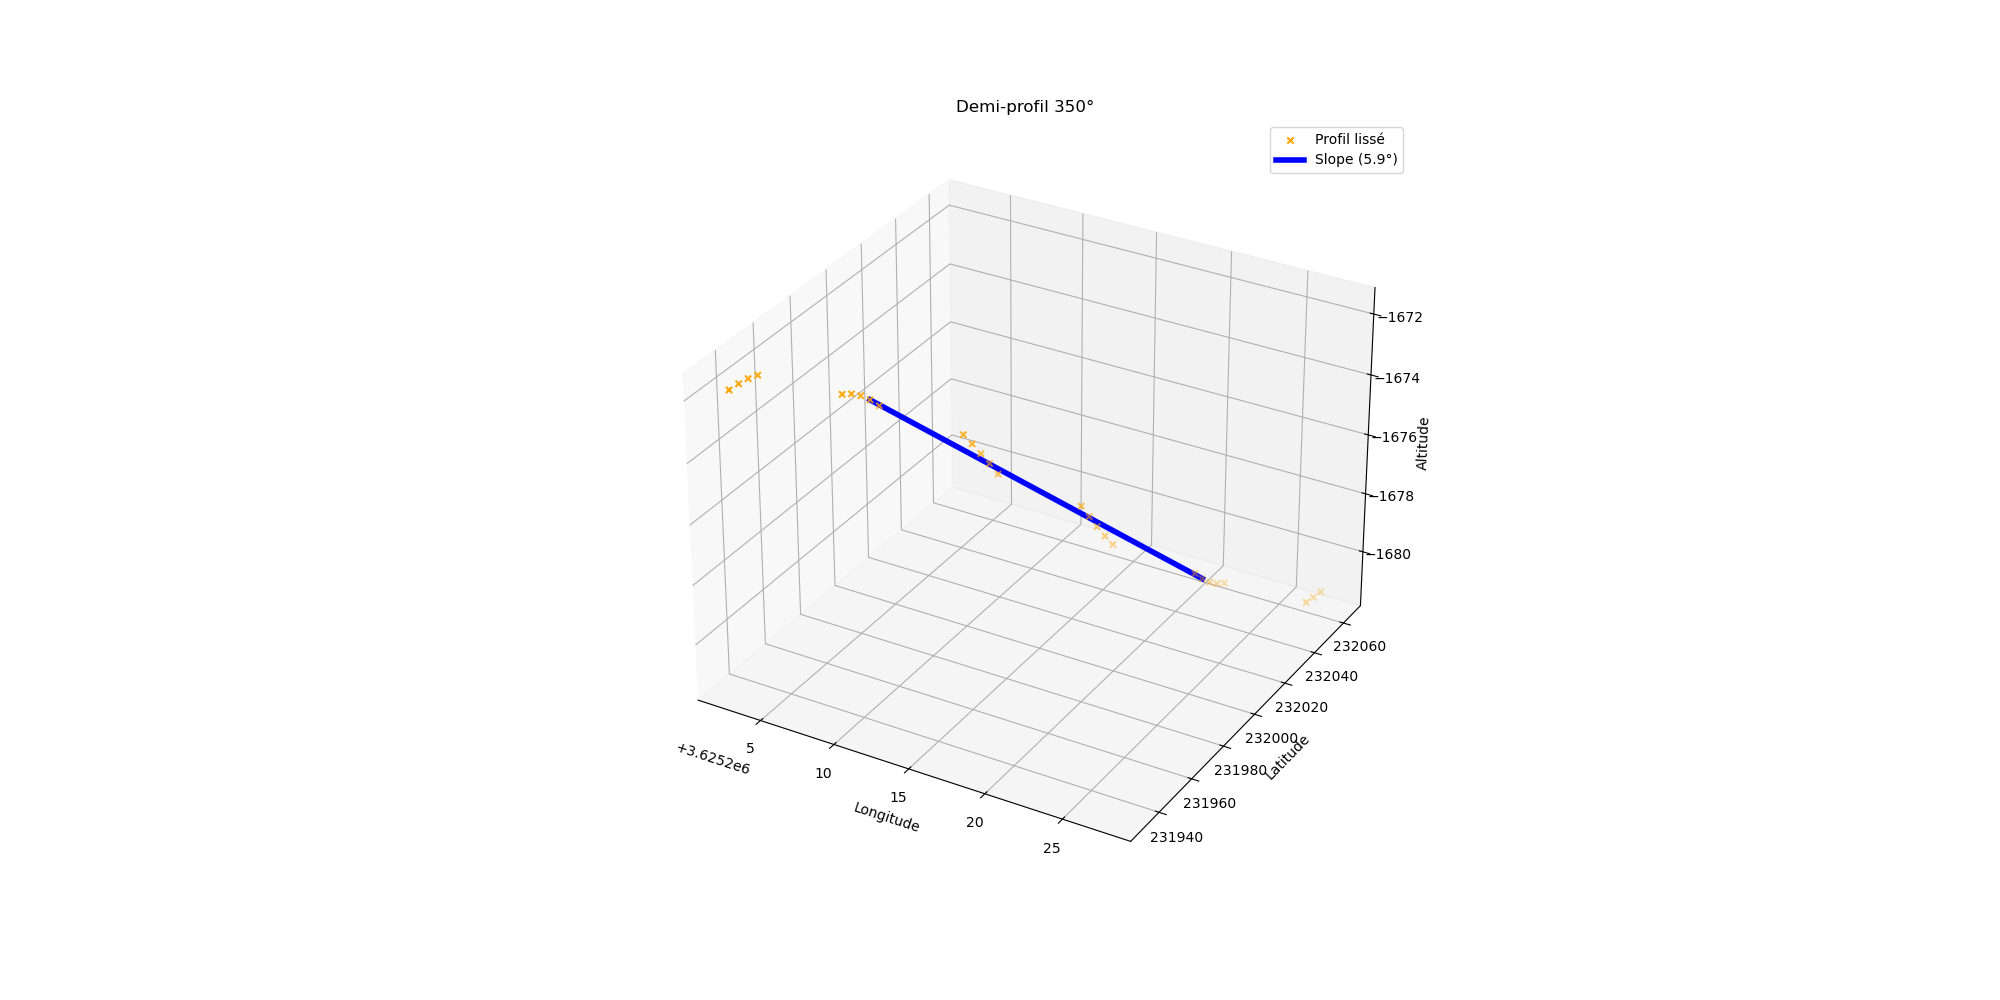 Demi-profil 350°
Profil lissé
Slope (5.9°)
−1672
−1674
−1676
−1678
−1680
Altitude
232060
232040
232020
232000
231980
231960
231940
Latitude
5
10
15
20
25
+3.6252e6
Longitude